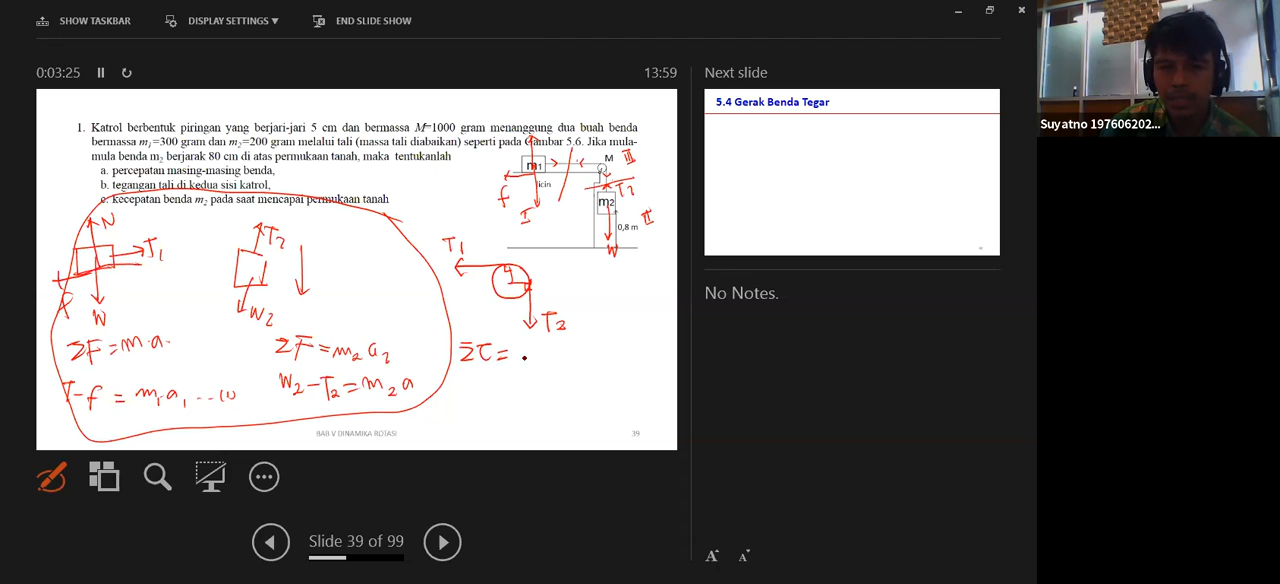 SHOW TASKBAR
DISPLAY SETTINGS ▼
END SLIDE SHOW
0:03:25
13:59
1. Katrol berbentuk piringan yang berjari-jari 5 cm dan bermassa M=1000 gram menanggung dua buah benda
bermassa m₁=300 gram dan m₂=200 gram melalui tali (massa tali diabaikan) seperti pada Gambar 5.6. Jika mula-
mula benda m₂ berjarak 80 cm di atas permukaan tanah, maka tentukanlah
a. percepatan masing-masing benda,
b. tegangan tali di kedua sisi katrol,
c. kecepatan benda m₂ pada saat mencapai permukaan tanah
m1
M
III
licin
f
I
T2
m2
II
0,8 m
W
N
T1
f
W
T2
W2
T1
T2
ΣF = m·a
ΣF = m2 a2
Στ =
T-f = m1 a1 ... (1)
W2 - T2 = m2 a
BAB V DINAMIKA ROTASI
39
Slide 39 of 99
Next slide
5.4 Gerak Benda Tegar
No Notes.
A A
Suyatno 197606202...